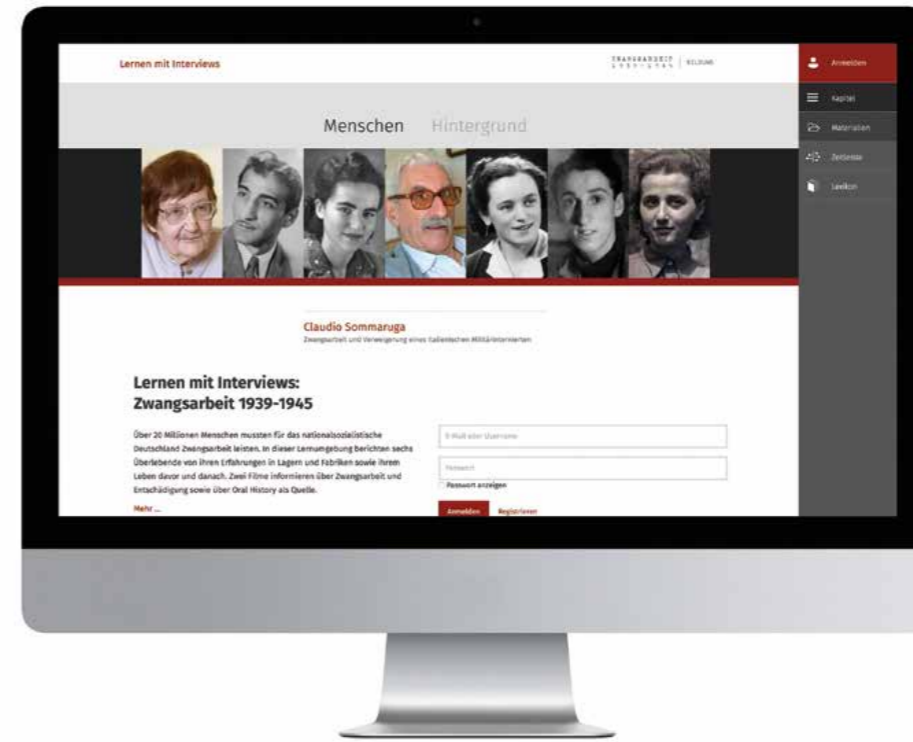 Lernen mit Interviews
ZWANGSARBEIT
1939-1945
BILDUNG
Anmelden
Kapitel
Materialien
Zeitleiste
Lexikon
Menschen Hintergrund
Claudio Sommaruga
Zwangsarbeit und Verweigerung eines italienischen Militärinternierten
Lernen mit Interviews:
Zwangsarbeit 1939-1945
Über 20 Millionen Menschen mussten für das nationalsozialistische
Deutschland Zwangsarbeit leisten. In dieser Lernumgebung berichten sechs
Überlebende von ihren Erfahrungen in Lagern und Fabriken sowie ihrem
Leben davor und danach. Zwei Filme informieren über Zwangsarbeit und
Entschädigung sowie über Oral History als Quelle.
Mehr ...
E-Mail oder Username
Passwort
Passwort anzeigen
Anmelden Registrieren